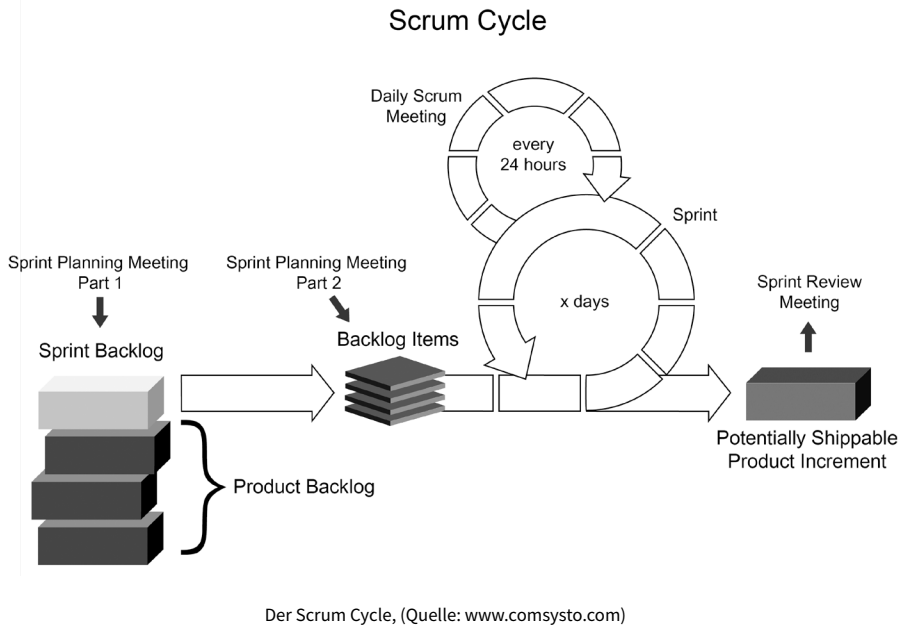 Scrum Cycle
Daily Scrum
Meeting
every
24 hours
Sprint
Sprint Planning Meeting
Part 1
Sprint Planning Meeting
Part 2
x days
Sprint Review
Meeting
Sprint Backlog
Backlog Items
Product Backlog
Potentially Shippable
Product Increment
Der Scrum Cycle, (Quelle: www.comsysto.com)